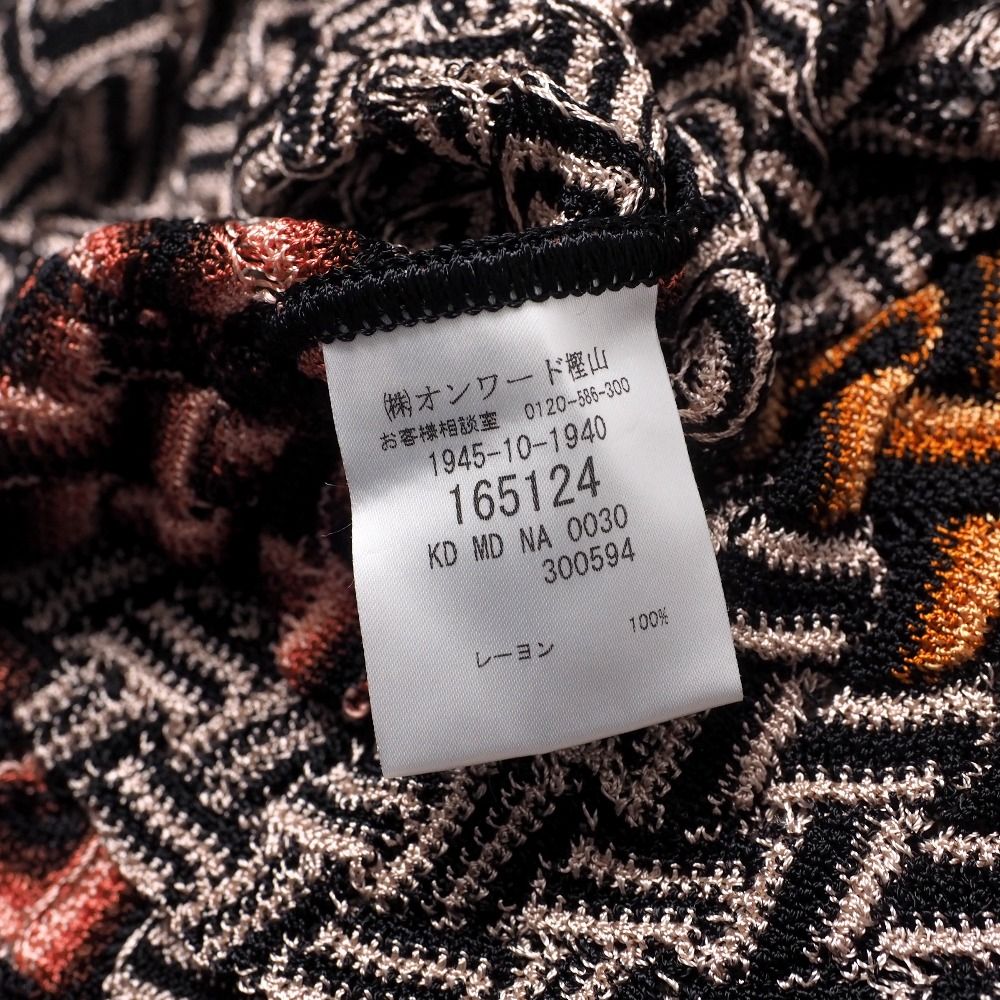 ㈱オンワード樫山
お客様相談室 0120-586-300
1945-10-1940
165124
KD MD NA 0030
300594
レーヨン 100%